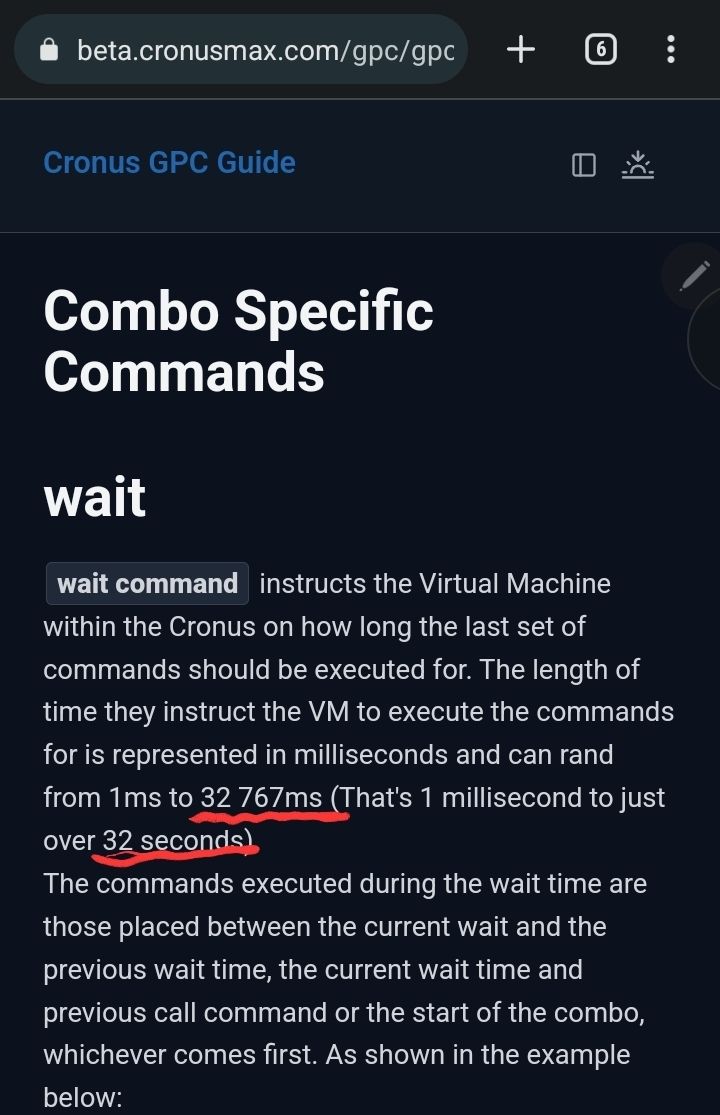 beta.cronusmax.com/gpc/gpc
6
Cronus GPC Guide
Combo Specific
Commands
wait
wait command instructs the Virtual Machine
within the Cronus on how long the last set of
commands should be executed for. The length of
time they instruct the VM to execute the commands
for is represented in milliseconds and can rand
from 1ms to 32 767ms (That's 1 millisecond to just
over 32 seconds)
The commands executed during the wait time are
those placed between the current wait and the
previous wait time, the current wait time and
previous call command or the start of the combo,
whichever comes first. As shown in the example
below: